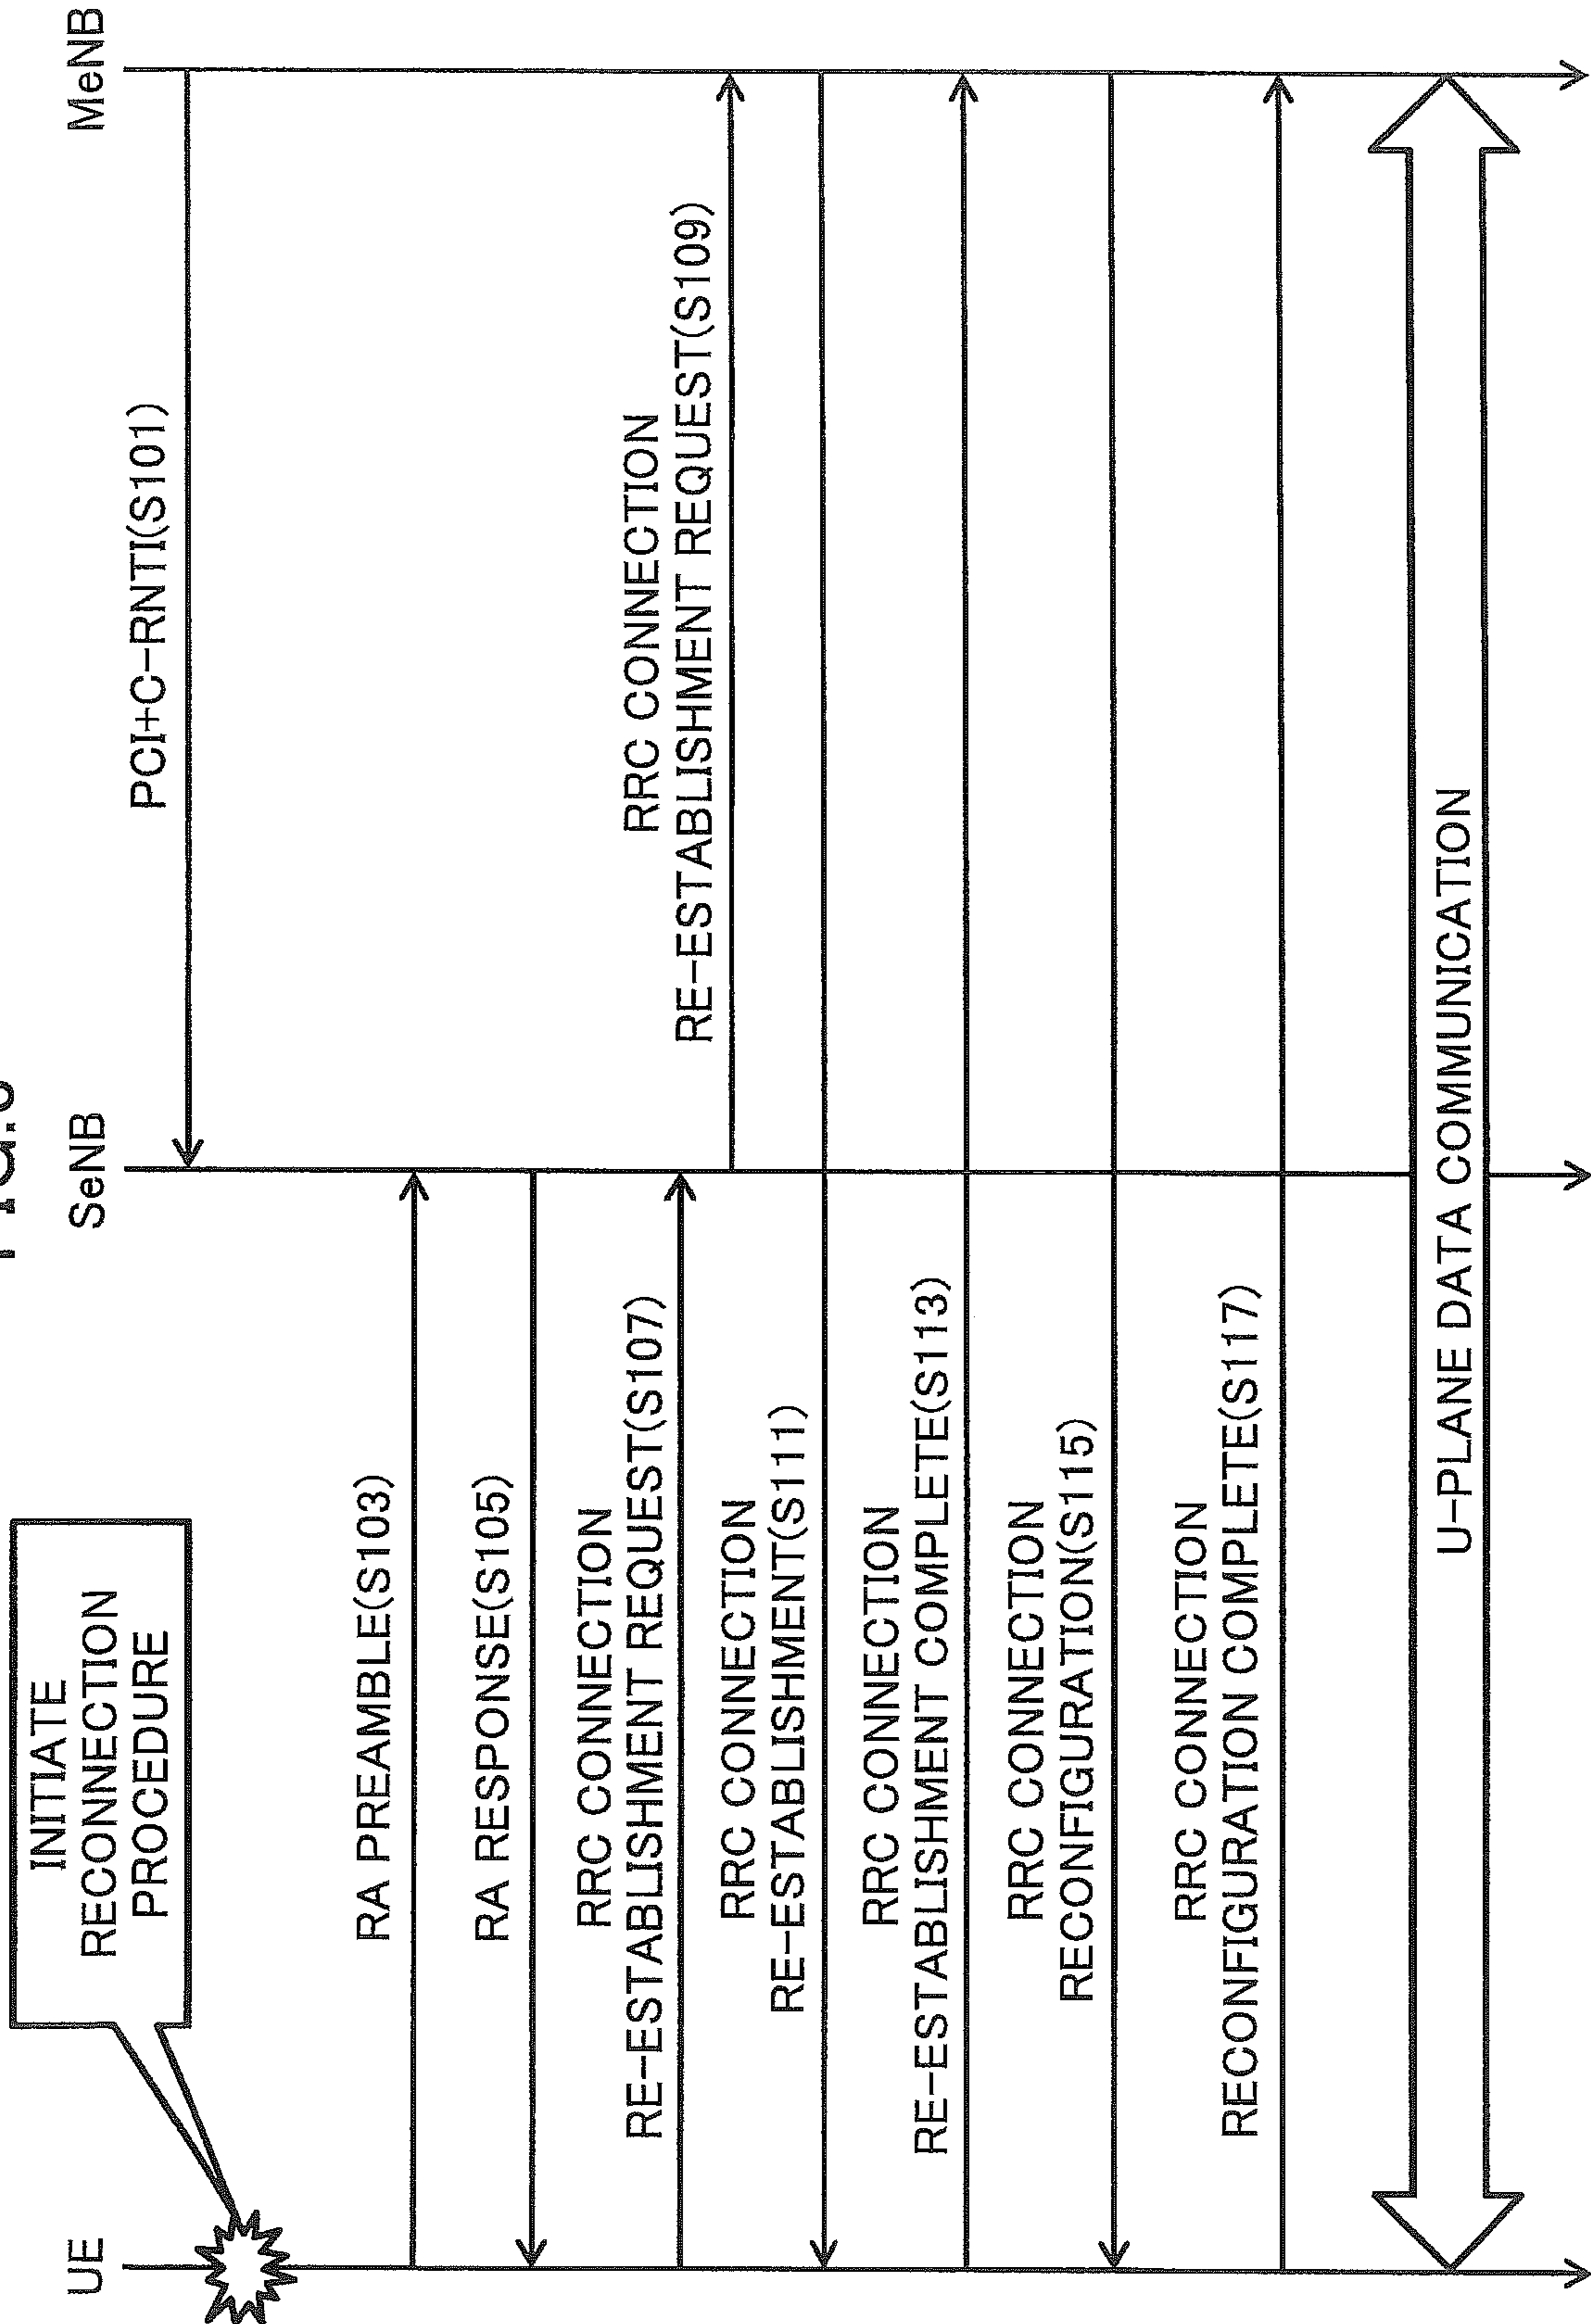 UE
SeNB
MeNB
INITIATE
RECONNECTION
PROCEDURE
PCI+C-RNTI(S101)
RA PREAMBLE(S103)
RA RESPONSE(S105)
RRC CONNECTION
RE-ESTABLISHMENT REQUEST(S107)
RRC CONNECTION
RE-ESTABLISHMENT REQUEST(S109)
RRC CONNECTION
RE-ESTABLISHMENT(S111)
RRC CONNECTION
RE-ESTABLISHMENT COMPLETE(S113)
RRC CONNECTION
RECONFIGURATION(S115)
RRC CONNECTION
RECONFIGURATION COMPLETE(S117)
U-PLANE DATA COMMUNICATION